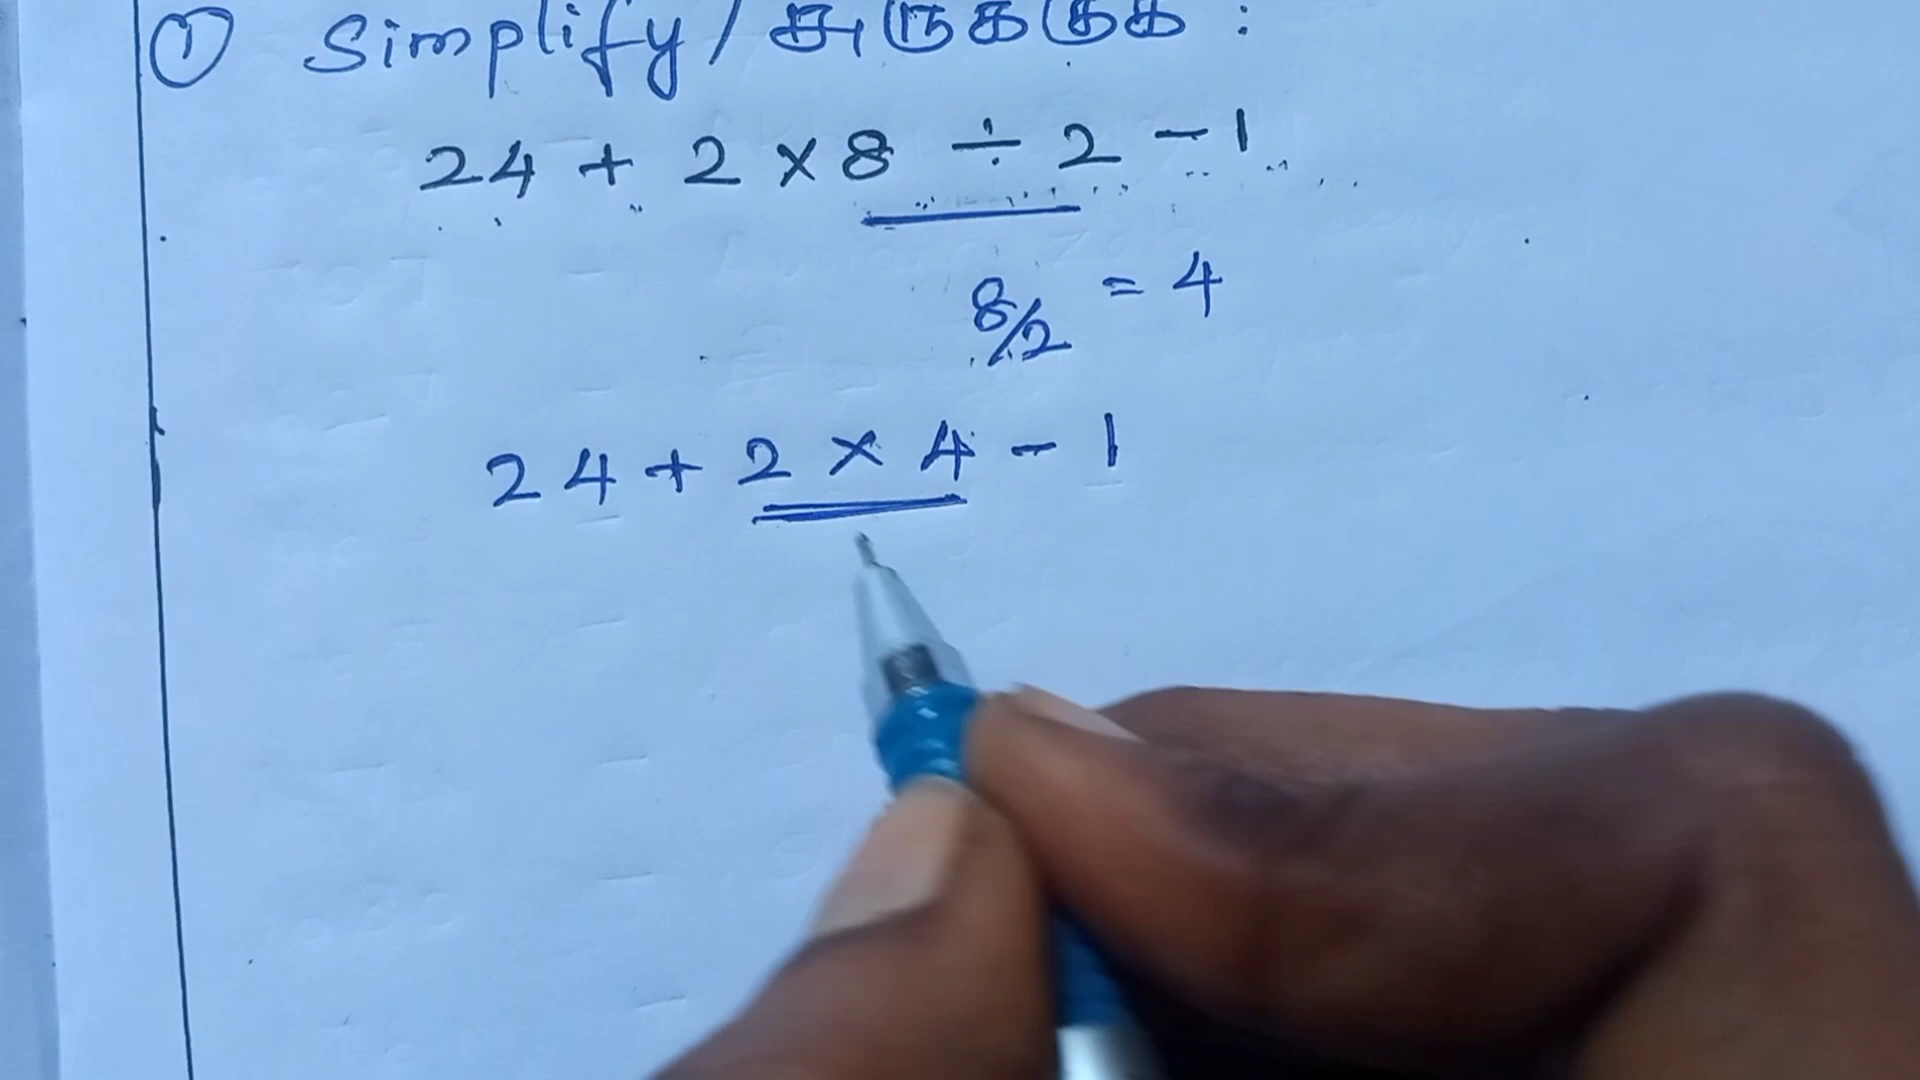 ① Simplify / சுருக்குக :
24 + 2 × 8 ÷ 2 - 1
8/2 = 4
24 + 2 × 4 - 1